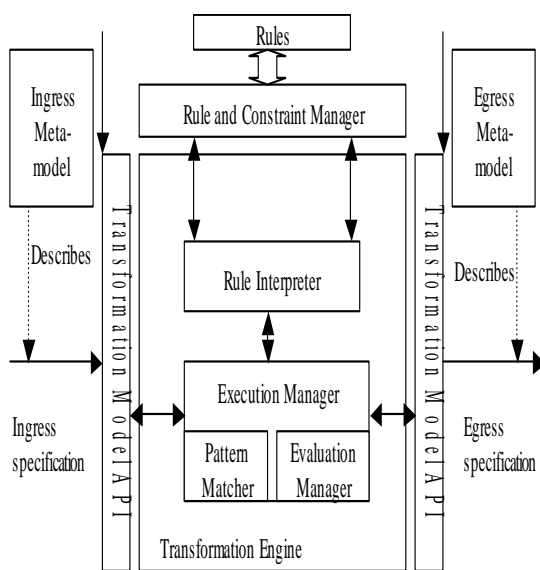 Rules
Rule and Constraint Manager
Ingress
Meta-
model
Egress
Meta-
model
Transformation Model API
Transformation Model API
Describes
Describes
Rule Interpreter
Execution Manager
Pattern
Matcher
Evaluation
Manager
Ingress
specification
Egress
specification
Transformation Engine